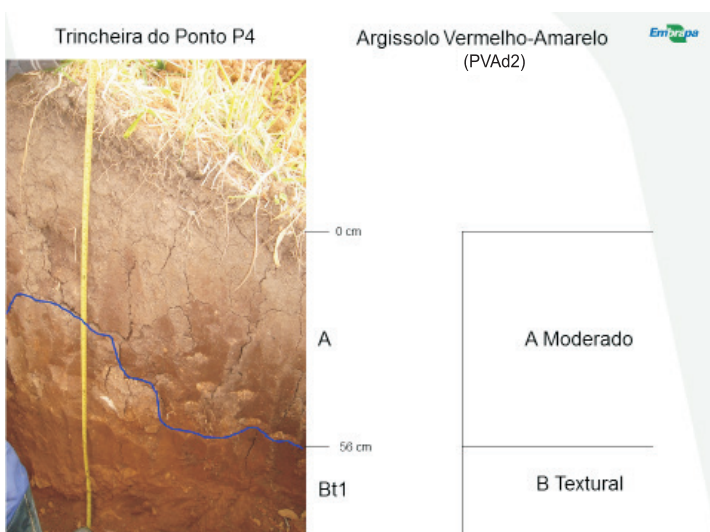 Trincheira do Ponto P4
Argissolo Vermelho-Amarelo
(PVAd2)
Embrapa
0 cm
A
A Moderado
56 cm
Bt1
B Textural